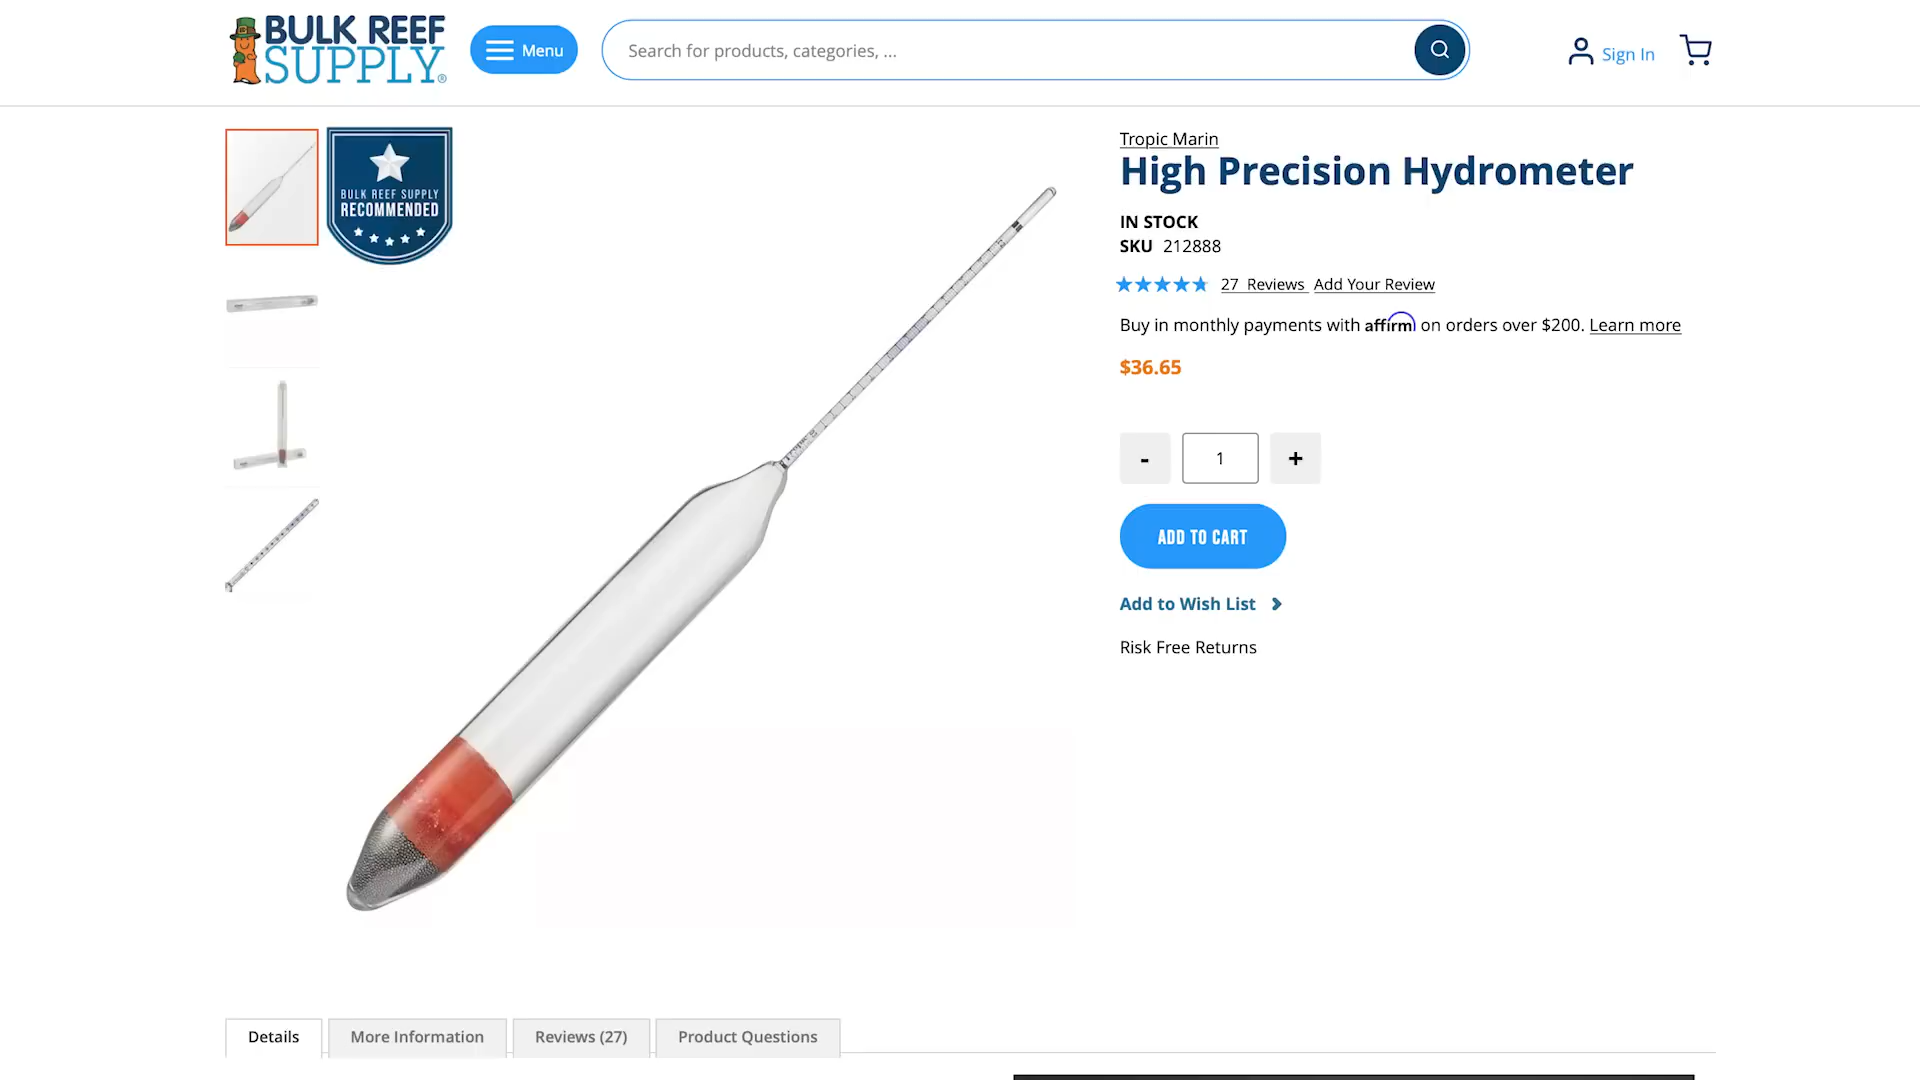 BULK REEF
SUPPLY®
Menu
Search for products, categories, ...
Sign In
BULK REEF SUPPLY
RECOMMENDED
Tropic Marin
High Precision Hydrometer
IN STOCK
SKU 212888
27 Reviews Add Your Review
Buy in monthly payments with affirm on orders over $200. Learn more
$36.65
- 1 +
ADD TO CART
Add to Wish List
Risk Free Returns
Details More Information Reviews (27) Product Questions